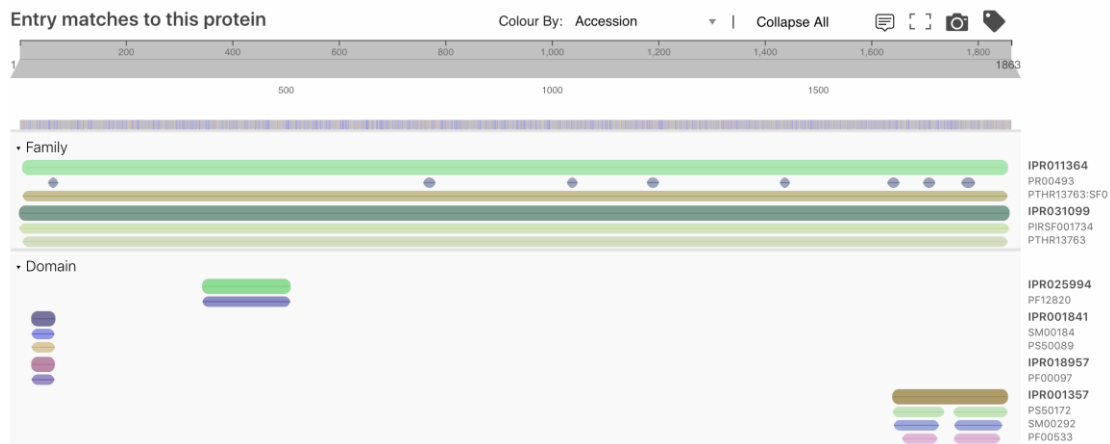 Entry matches to this protein Colour By: Accession | Collapse All
200 400 600 800 1,000 1,200 1,400 1,600 1,800
1 1863
500 1000 1500
Family
IPR011364
PR00493
PTHR13763:SF0
IPR031099
PIRSF001734
PTHR13763
Domain
IPR025994
PF12820
IPR001841
SM00184
PS50089
IPR018957
PF00097
IPR001357
PS50172
SM00292
PF00533